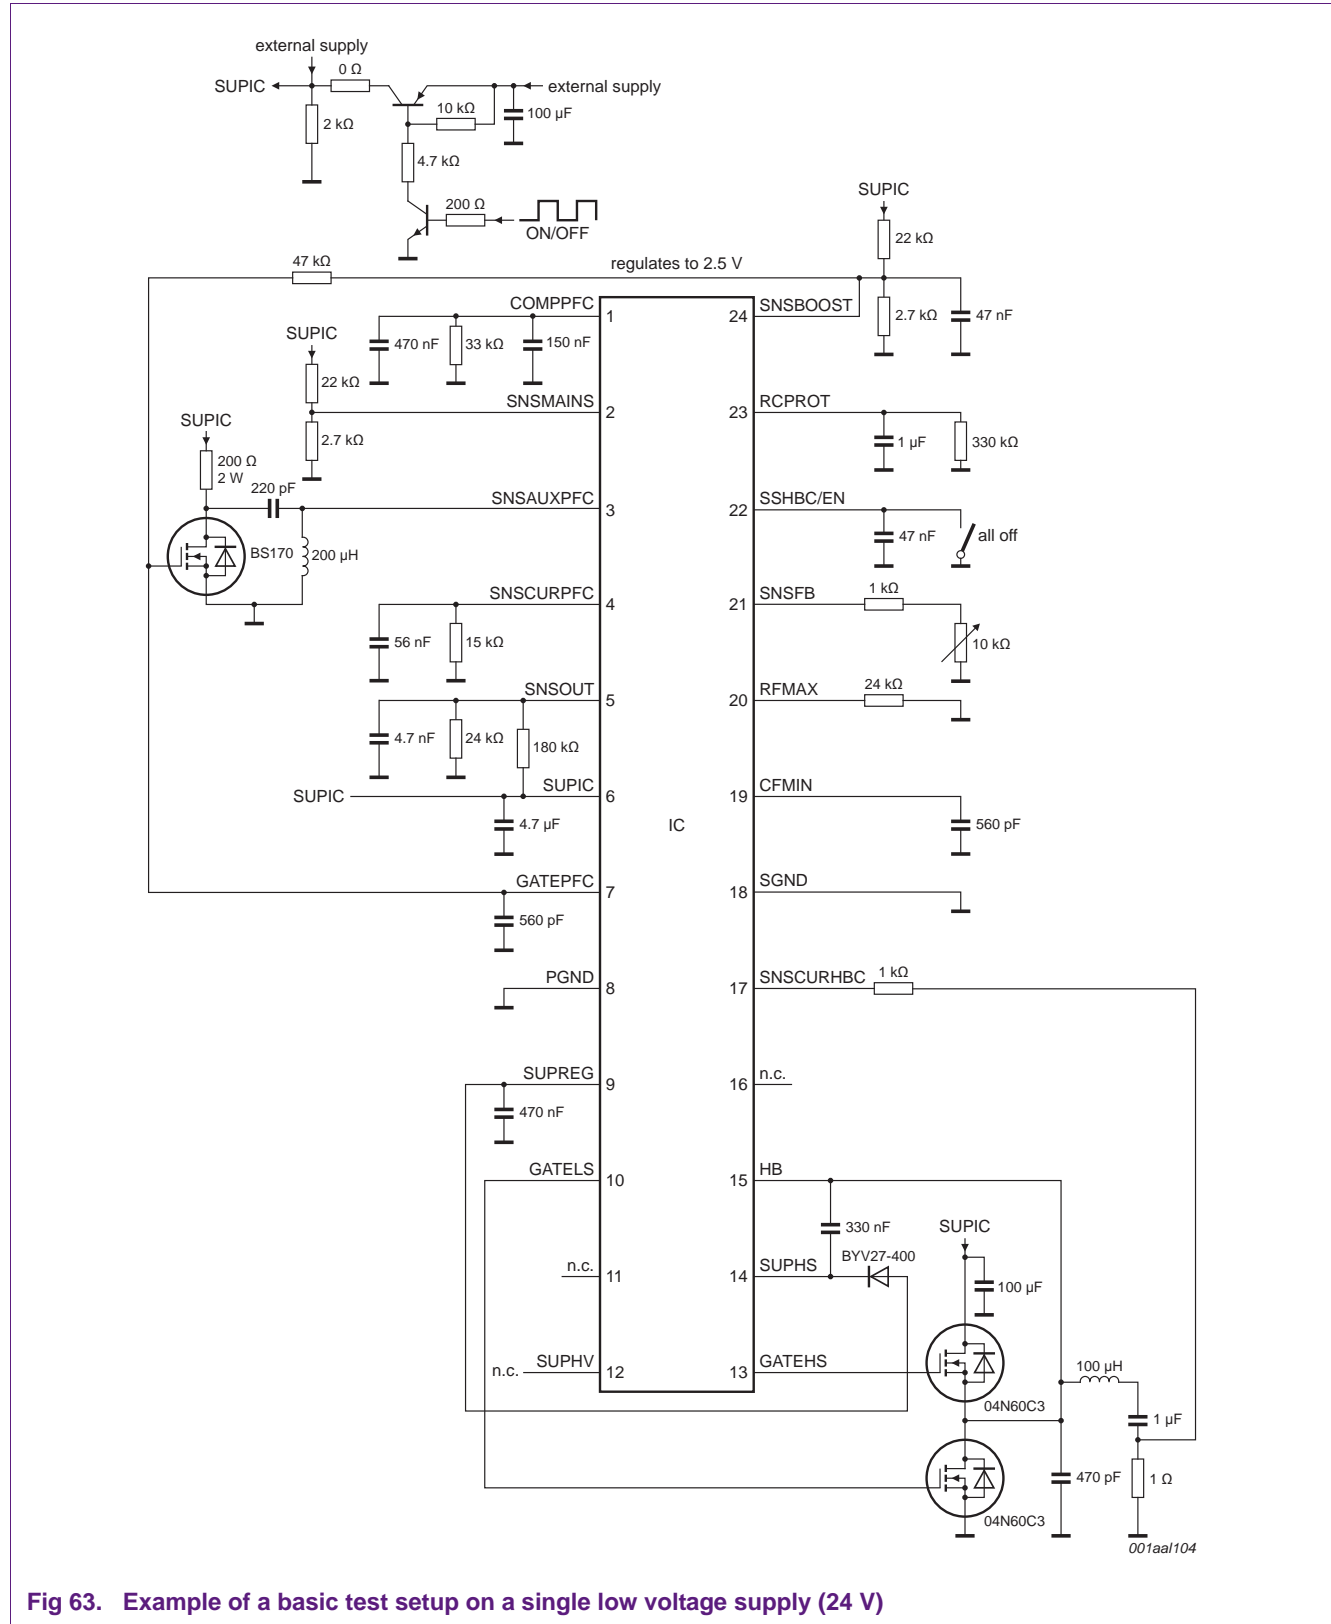 external supply
SUPIC
0 Ω
external supply
10 kΩ
100 µF
2 kΩ
4.7 kΩ
200 Ω
ON/OFF
SUPIC
22 kΩ
47 kΩ
regulates to 2.5 V
COMPPFC
1
24
SNSBOOST
2.7 kΩ
47 nF
470 nF
33 kΩ
150 nF
SUPIC
22 kΩ
SNSMAINS
2
23
RCPROT
2.7 kΩ
1 µF
330 kΩ
SUPIC
200 Ω
2 W
220 pF
SNSAUXPFC
3
22
SSHBC/EN
BS170
200 µH
47 nF
all off
SNSCURPFC
4
21
SNSFB
1 kΩ
56 nF
15 kΩ
10 kΩ
SNSOUT
5
20
RFMAX
24 kΩ
4.7 nF
24 kΩ
180 kΩ
SUPIC
SUPIC
6
19
CFMIN
4.7 µF
IC
560 pF
GATEPFC
7
18
SGND
560 pF
PGND
8
17
SNSCURHBC
1 kΩ
SUPREG
9
16
n.c.
470 nF
GATELS
10
15
HB
330 nF
SUPIC
n.c.
11
14
SUPHS
BYV27-400
100 µF
n.c.
SUPHV
12
13
GATEHS
04N60C3
100 µH
1 µF
470 pF
1 Ω
04N60C3
001aal104
Fig 63. Example of a basic test setup on a single low voltage supply (24 V)